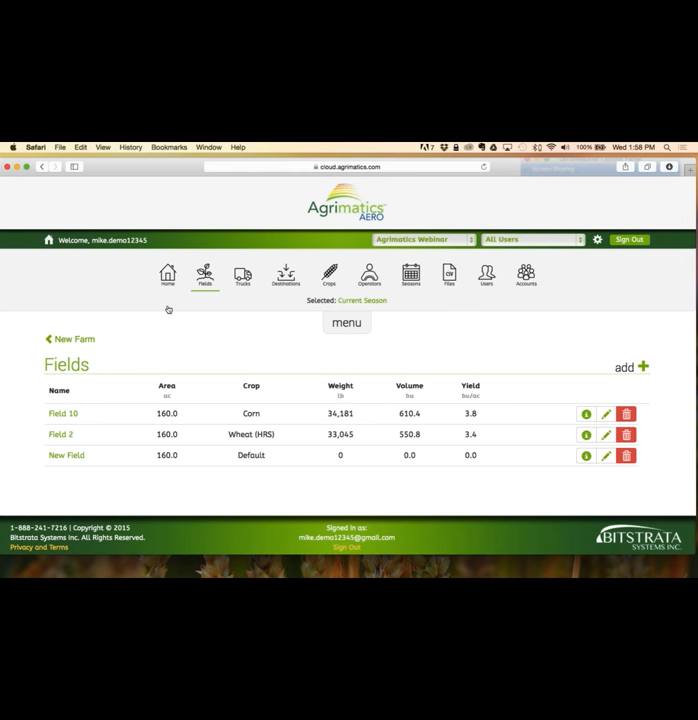 Safari File Edit View History Bookmarks Window Help
7 100% Wed 1:58 PM
cloud.agrimatics.com
Agrimatics
AERO
Welcome, mike.demo12345 Agrimatics Webinar All Users Sign Out
Home Fields Trucks Destinations Crops Operators Seasons Files Users Accounts
Selected: Current Season
menu
New Farm
Fields add
Name Area Crop Weight Volume Yield
ac lb bu bu/ac
Field 10 160.0 Corn 34,181 610.4 3.8
Field 2 160.0 Wheat (HRS) 33,045 550.8 3.4
New Field 160.0 Default 0 0.0 0.0
1-888-241-7216 | Copyright © 2015
Bitstrata Systems Inc. All Rights Reserved.
Privacy and Terms
Signed in as:
mike.demo12345@gmail.com
Sign Out
BITSTRATA
SYSTEMS INC.